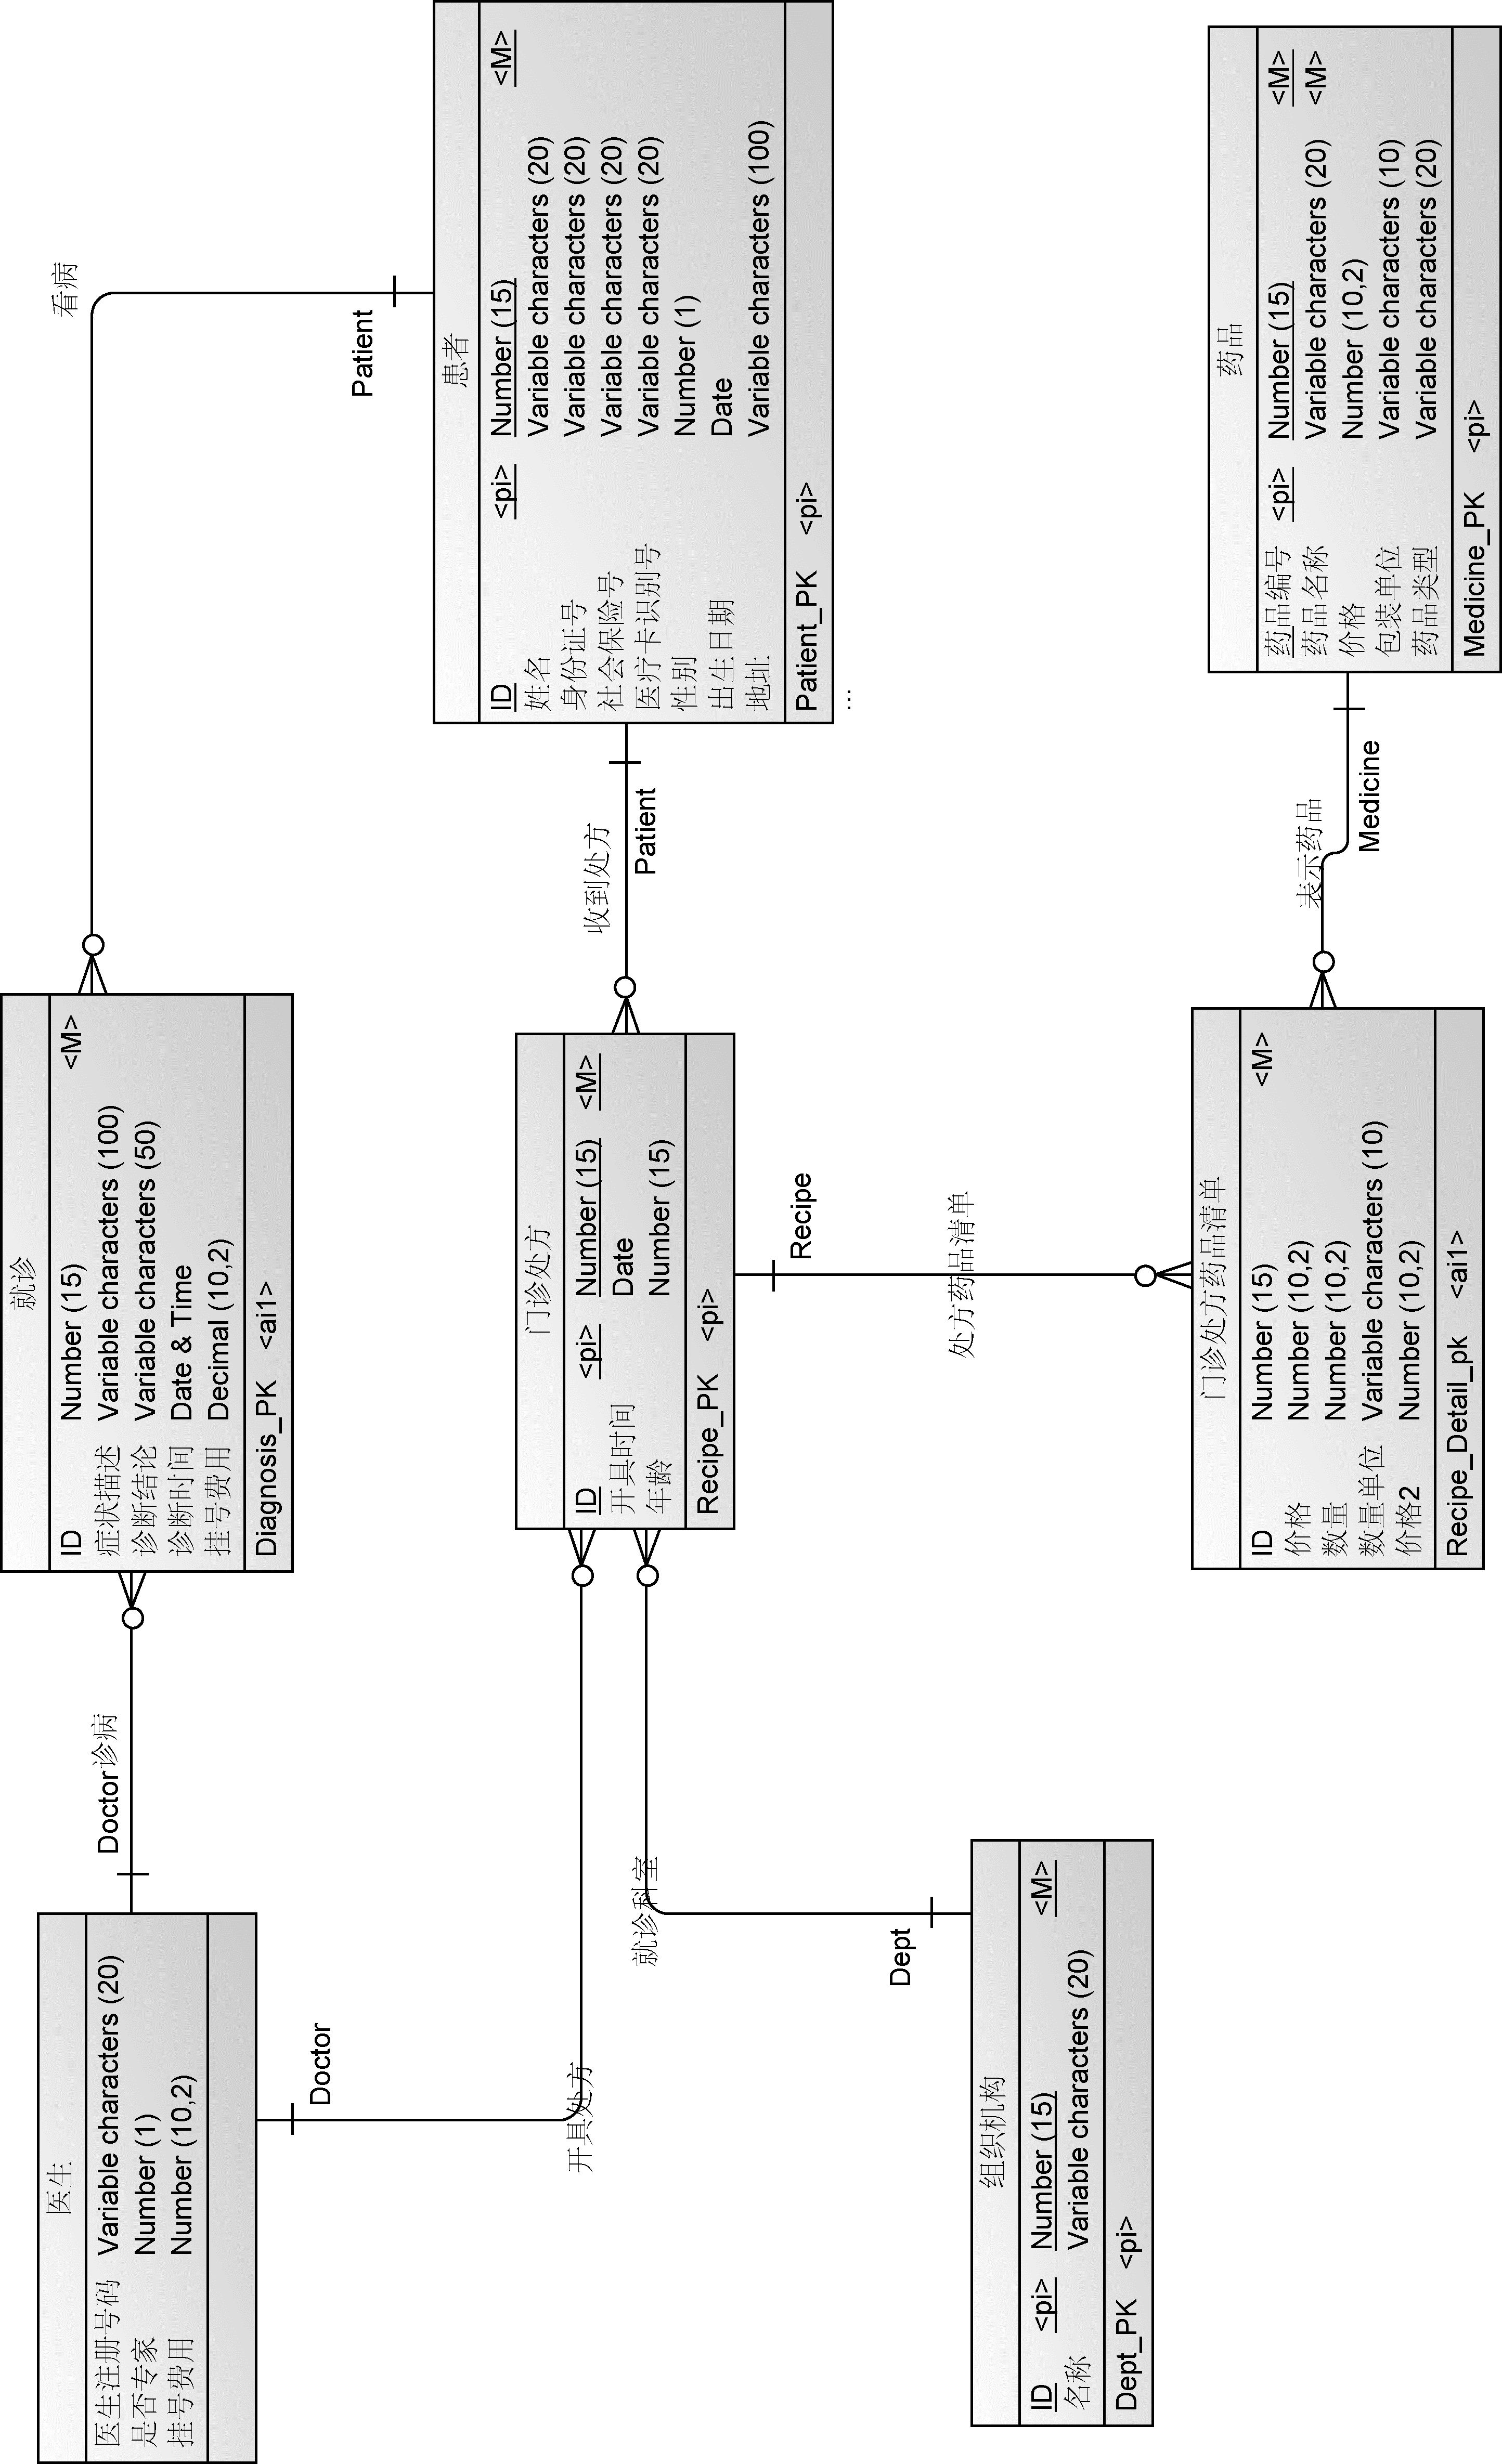 就诊
ID Number (15) <M>
症状描述 Variable characters (100)
诊断结论 Variable characters (50)
诊断时间 Date & Time
挂号费用 Decimal (10,2)
Diagnosis_PK <ai1>
看病
Patient
Doctor诊病
医生
医生注册号码 Variable characters (20)
是否专家 Number (1)
挂号费用 Number (10,2)
Doctor
开具处方
患者
ID <pi> Number (15) <M>
姓名 Variable characters (20)
身份证号 Variable characters (20)
社会保险号 Variable characters (20)
医疗卡识别号 Variable characters (20)
性别 Number (1)
出生日期 Date
地址 Variable characters (100)
Patient_PK <pi>
...
收到处方
Patient
门诊处方
ID <pi> Number (15) <M>
开具时间 Date
年龄 Number (15)
Recipe_PK <pi>
就诊科室
Dept
Recipe
处方药品清单
组织机构
ID <pi> Number (15) <M>
名称 Variable characters (20)
Dept_PK <pi>
门诊处方药品清单
ID Number (15) <M>
价格 Number (10,2)
数量 Number (10,2)
数量单位 Variable characters (10)
价格2 Number (10,2)
Recipe_Detail_pk <ai1>
表示药品
Medicine
药品
药品编号 <pi> Number (15) <M>
药品名称 Variable characters (20) <M>
价格 Number (10,2)
包装单位 Variable characters (10)
药品类型 Variable characters (20)
Medicine_PK <pi>